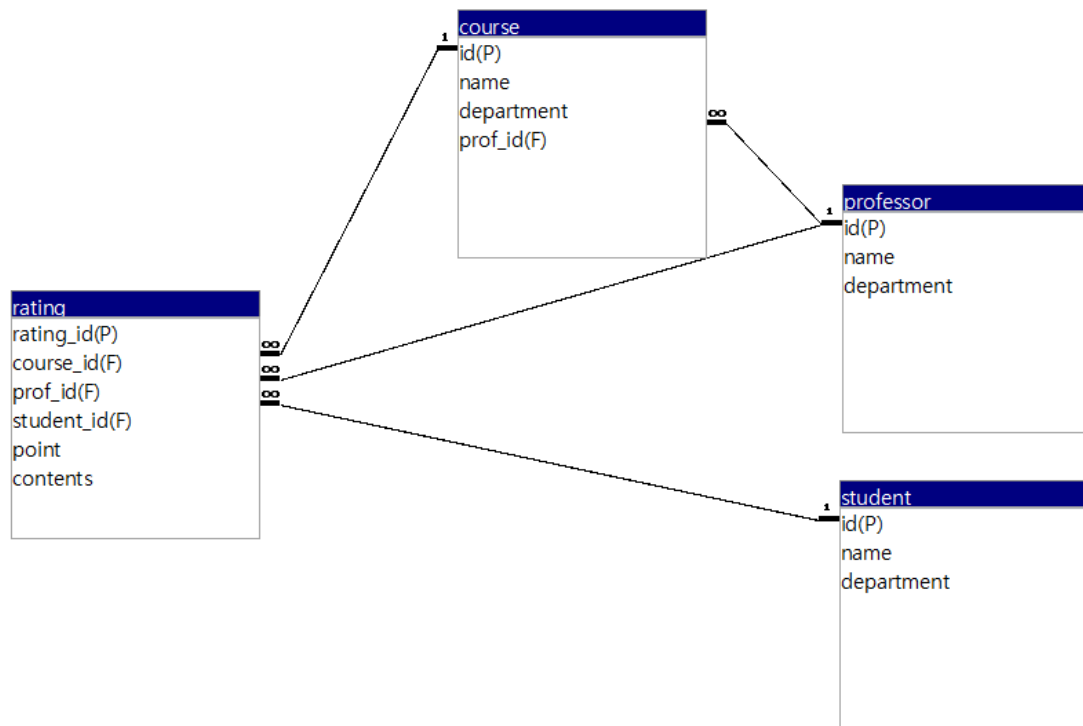 course
1
id(P)
name
department
prof_id(F)
∞
professor
1
id(P)
name
department
rating
rating_id(P)
course_id(F)
prof_id(F)
student_id(F)
point
contents
∞
∞
∞
student
1
id(P)
name
department